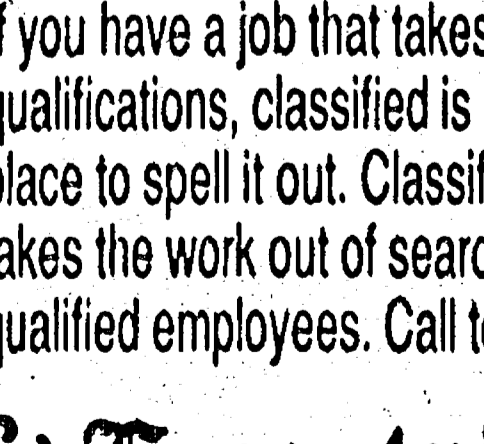 f you have a job that takes
qualifications, classified is
place to spell it out. Classif
akes the work out of searc
qualified employees. Call t